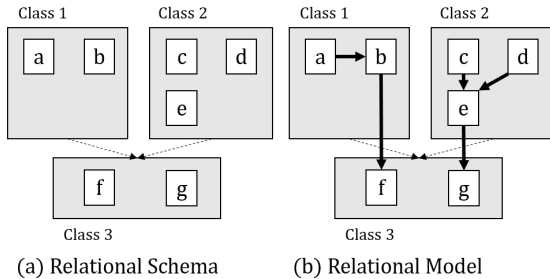 Class 1
Class 2
a
b
c
d
e
f
g
Class 3
(a) Relational Schema
Class 1
Class 2
a
b
c
d
e
f
g
Class 3
(b) Relational Model